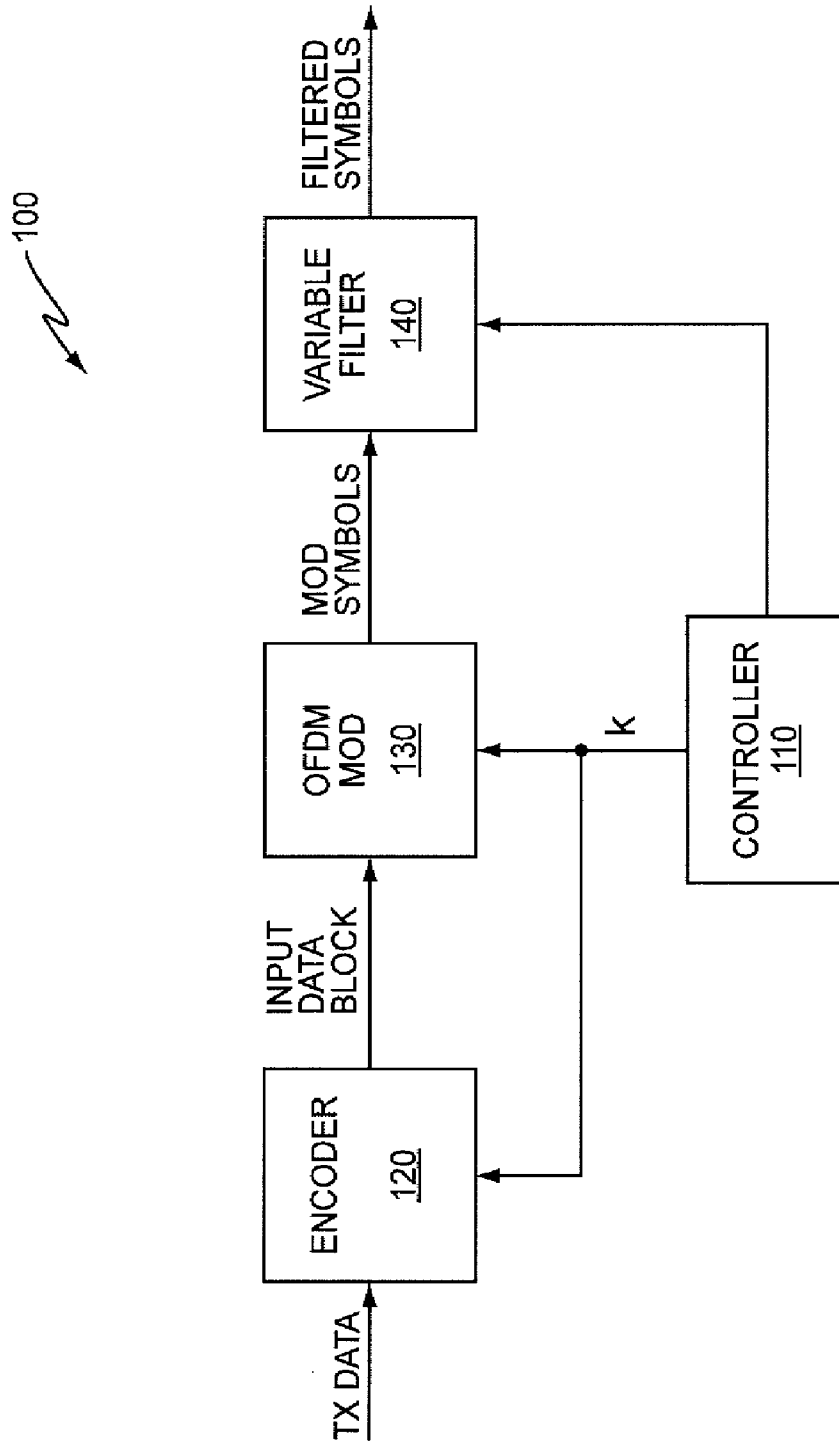 100
TX DATA
ENCODER
120
INPUT
DATA
BLOCK
OFDM
MOD
130
MOD
SYMBOLS
VARIABLE
FILTER
140
FILTERED
SYMBOLS
k
CONTROLLER
110